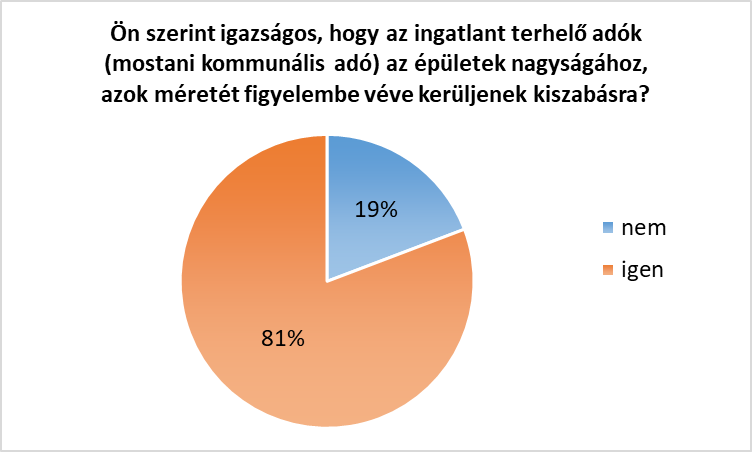 Ön szerint igazságos, hogy az ingatlant terhelő adók
(mostani kommunális adó) az épületek nagyságához,
azok méretét figyelembe véve kerüljenek kiszabásra?
19%
nem
igen
81%